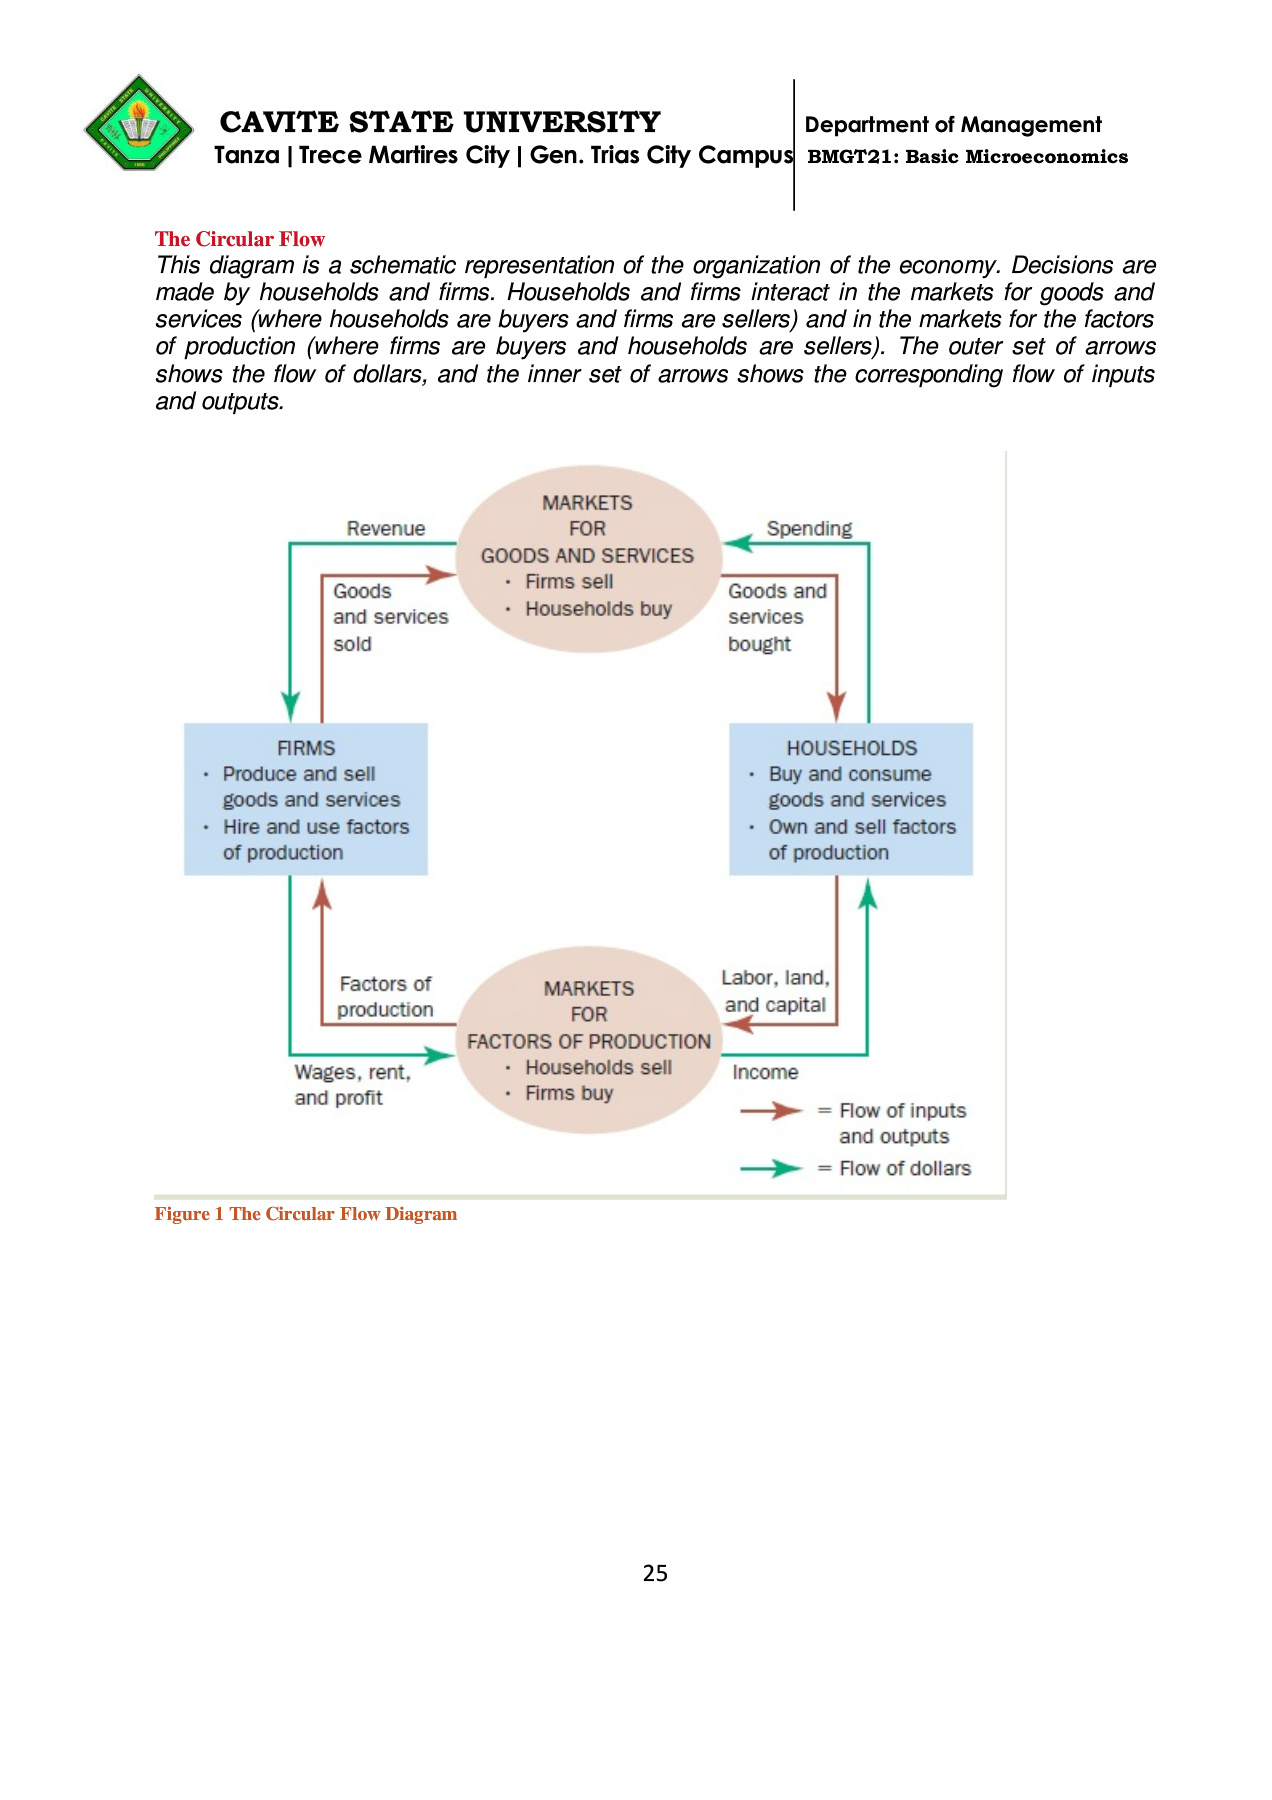 CAVITE STATE UNIVERSITY
Tanza | Trece Martires City | Gen. Trias City Campus
Department of Management
BMGT21: Basic Microeconomics
The Circular Flow
This diagram is a schematic representation of the organization of the economy. Decisions are
made by households and firms. Households and firms interact in the markets for goods and
services (where households are buyers and firms are sellers) and in the markets for the factors
of production (where firms are buyers and households are sellers). The outer set of arrows
shows the flow of dollars, and the inner set of arrows shows the corresponding flow of inputs
and outputs.
MARKETS
FOR
GOODS AND SERVICES
• Firms sell
• Households buy
Revenue
Goods
and services
sold
Spending
Goods and
services
bought
FIRMS
• Produce and sell
goods and services
• Hire and use factors
of production
HOUSEHOLDS
• Buy and consume
goods and services
• Own and sell factors
of production
Factors of
production
Wages, rent,
and profit
MARKETS
FOR
FACTORS OF PRODUCTION
• Households sell
• Firms buy
Labor, land,
and capital
Income
= Flow of inputs
and outputs
= Flow of dollars
Figure 1 The Circular Flow Diagram
25